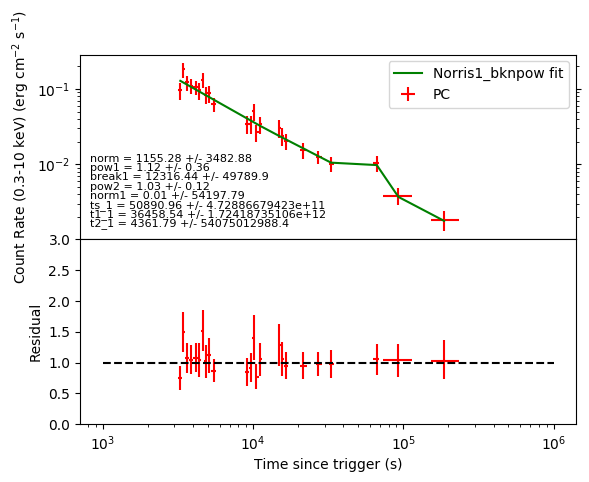 Count Rate (0.3-10 keV) (erg cm⁻² s⁻¹)
10⁻¹
10⁻²
Norris1_bknpow fit
PC
norm = 1155.28 +/- 3482.88
pow1 = 1.12 +/- 0.36
break1 = 12316.44 +/- 49789.9
pow2 = 1.03 +/- 0.12
norm1 = 0.01 +/- 54197.79
ts_1 = 50890.96 +/- 4.72886679423e+11
t1_1 = 36458.54 +/- 1.72418735106e+12
t2_1 = 4361.79 +/- 54075012988.4
Residual
3.0
2.5
2.0
1.5
1.0
0.5
0.0
10³ 10⁴ 10⁵ 10⁶
Time since trigger (s)